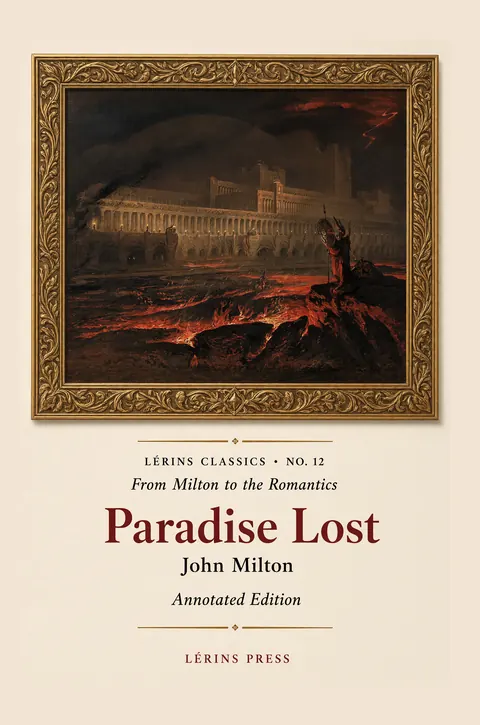 LÉRINS CLASSICS • NO. 12
From Milton to the Romantics
Paradise Lost
John Milton
Annotated Edition
LÉRINS PRESS